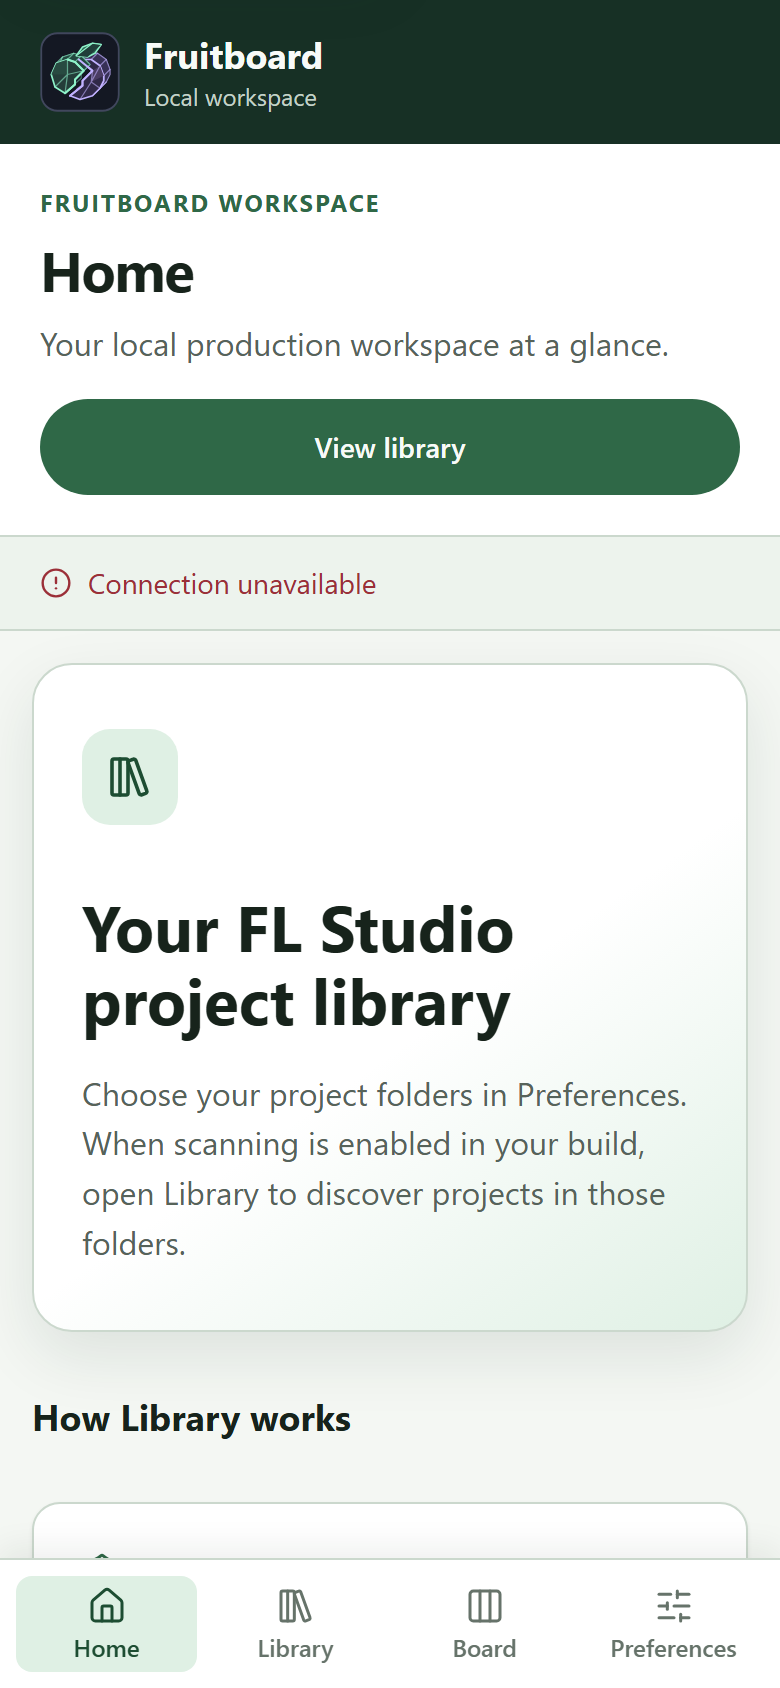 Fruitboard
Local workspace
FRUITBOARD WORKSPACE
Home
Your local production workspace at a glance.
View library
Connection unavailable
Your FL Studio
project library
Choose your project folders in Preferences.
When scanning is enabled in your build,
open Library to discover projects in those
folders.
How Library works
Home
Library
Board
Preferences